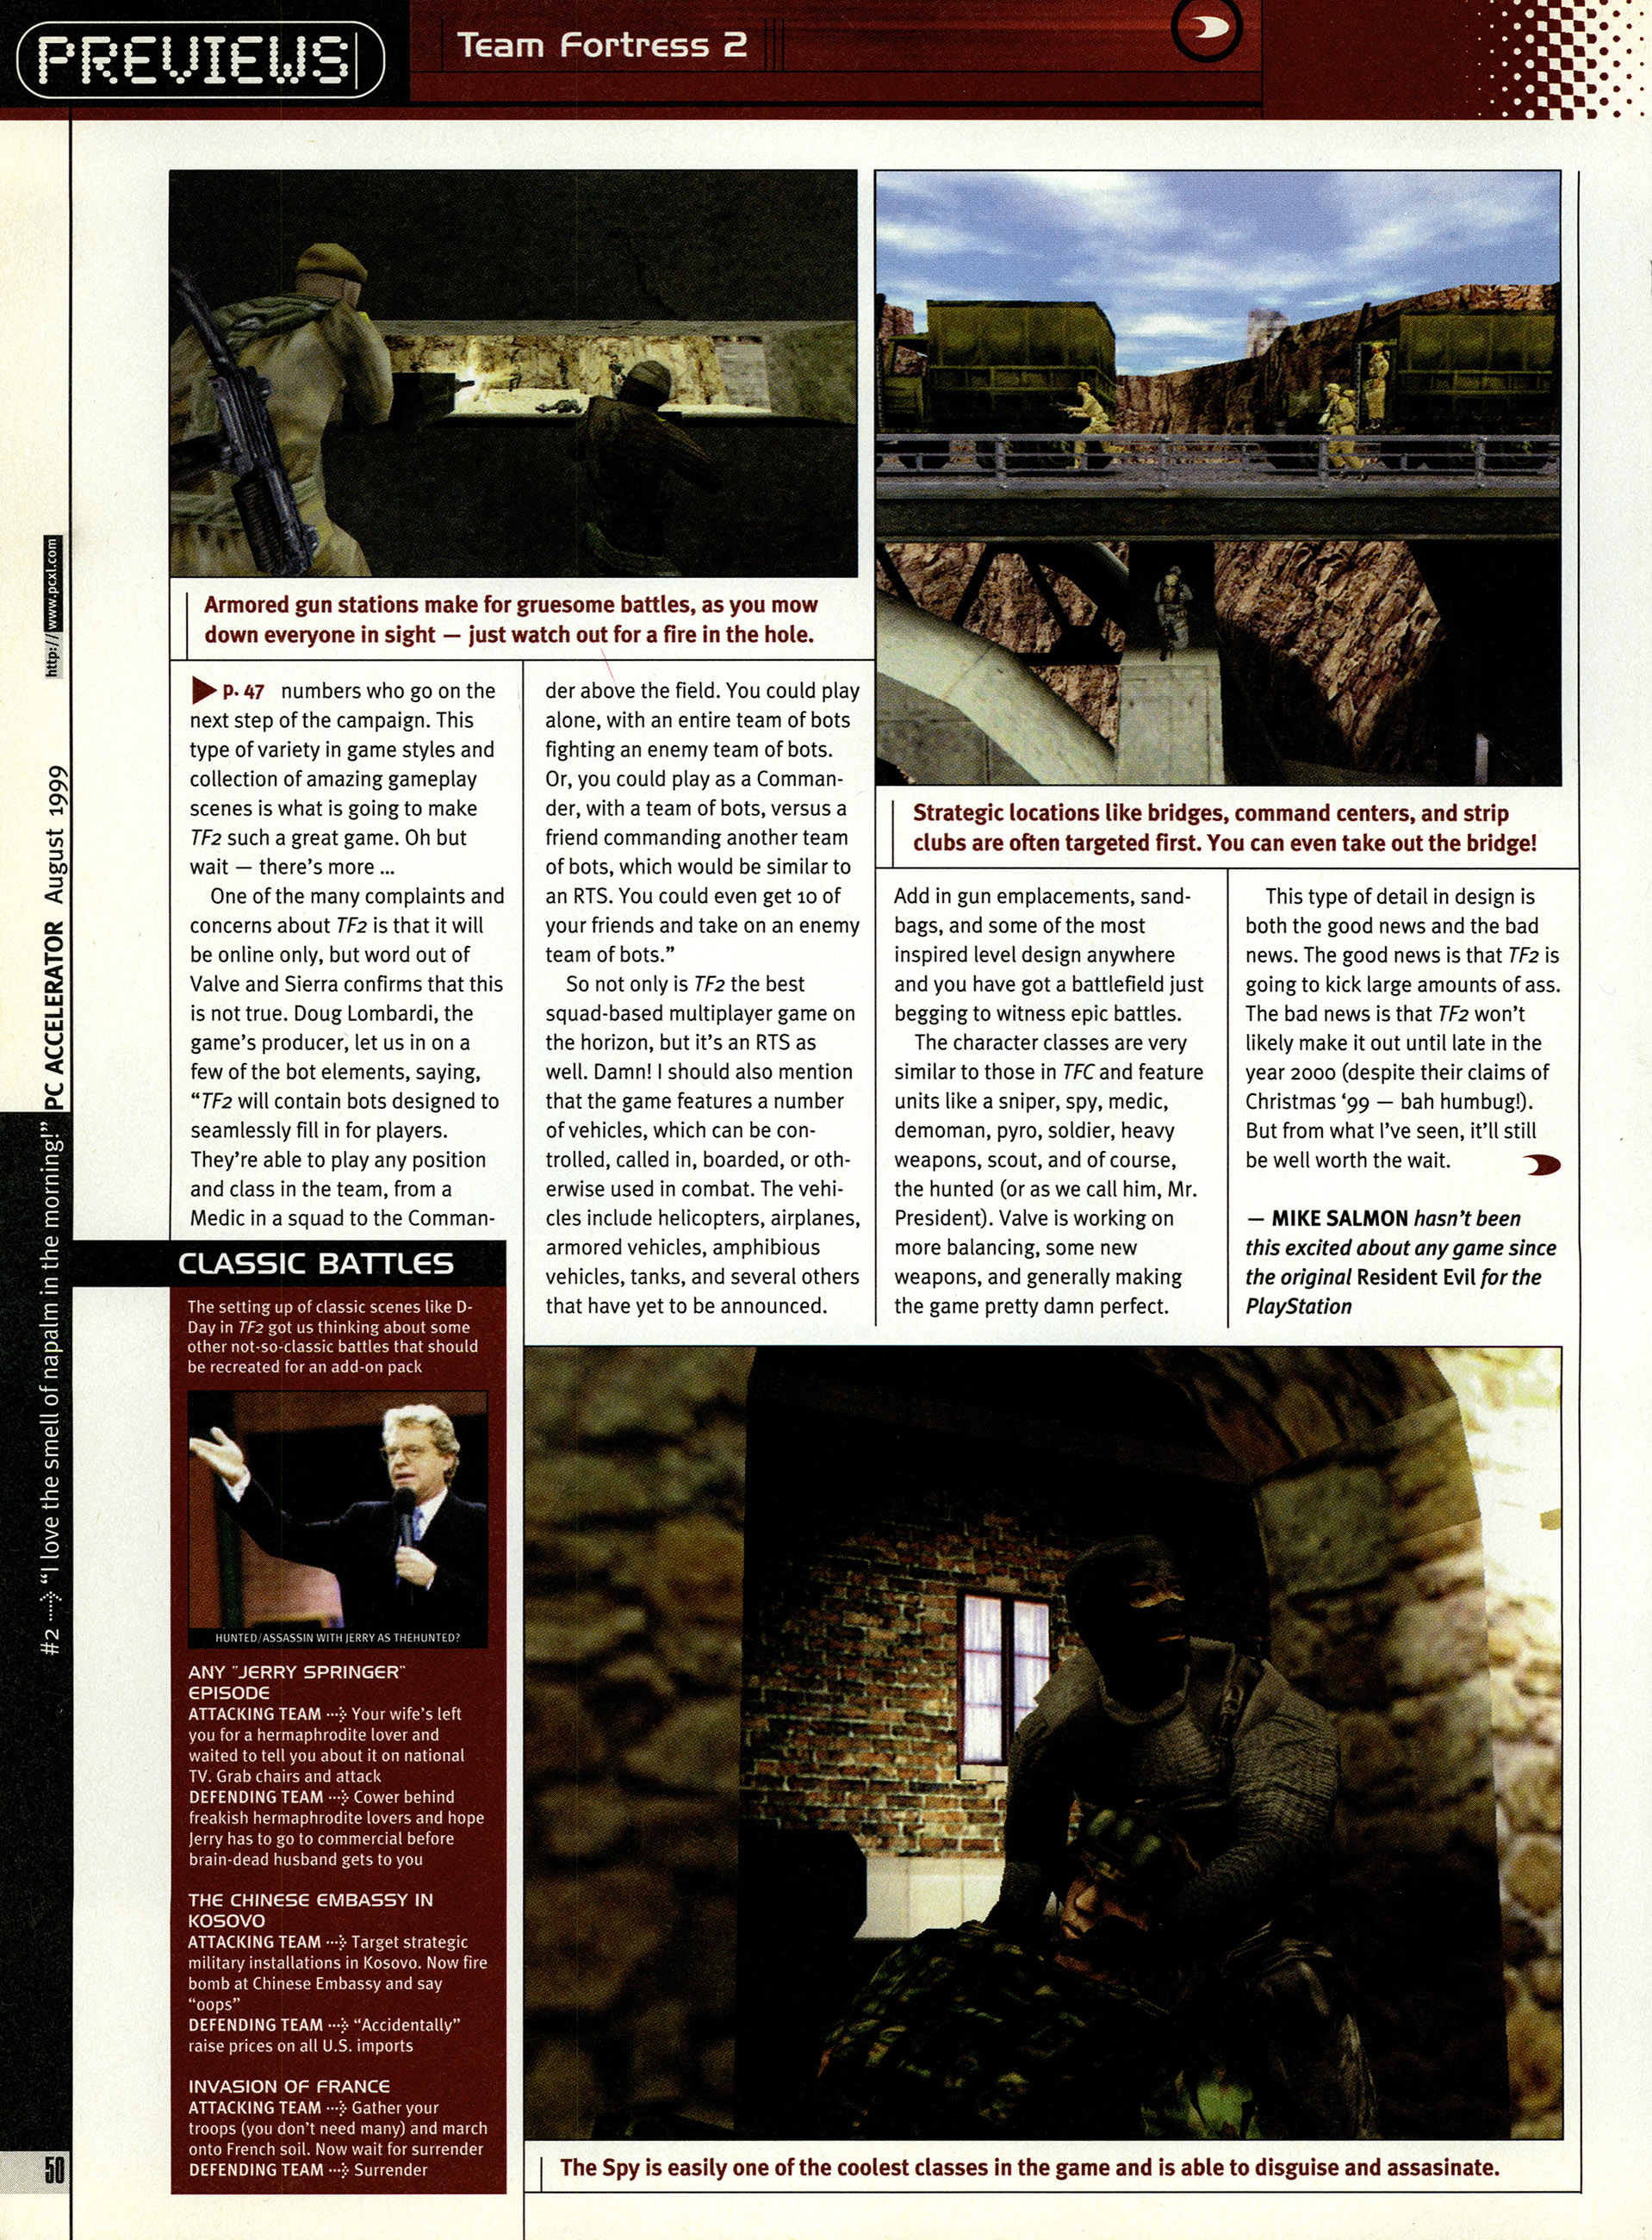 PREVIEWS
Team Fortress 2
Armored gun stations make for gruesome battles, as you mow
down everyone in sight — just watch out for a fire in the hole.
Strategic locations like bridges, command centers, and strip
clubs are often targeted first. You can even take out the bridge!
p. 47 numbers who go on the
next step of the campaign. This
type of variety in game styles and
collection of amazing gameplay
scenes is what is going to make
TF2 such a great game. Oh but
wait — there's more ...
One of the many complaints and
concerns about TF2 is that it will
be online only, but word out of
Valve and Sierra confirms that this
is not true. Doug Lombardi, the
game's producer, let us in on a
few of the bot elements, saying,
“TF2 will contain bots designed to
seamlessly fill in for players.
They're able to play any position
and class in the team, from a
Medic in a squad to the Comman-
der above the field. You could play
alone, with an entire team of bots
fighting an enemy team of bots.
Or, you could play as a Comman-
der, with a team of bots, versus a
friend commanding another team
of bots, which would be similar to
an RTS. You could even get 10 of
your friends and take on an enemy
team of bots.”
So not only is TF2 the best
squad-based multiplayer game on
the horizon, but it's an RTS as
well. Damn! I should also mention
that the game features a number
of vehicles, which can be con-
trolled, called in, boarded, or oth-
erwise used in combat. The vehi-
cles include helicopters, airplanes,
armored vehicles, amphibious
vehicles, tanks, and several others
that have yet to be announced.
Add in gun emplacements, sand-
bags, and some of the most
inspired level design anywhere
and you have got a battlefield just
begging to witness epic battles.
The character classes are very
similar to those in TFC and feature
units like a sniper, spy, medic,
demoman, pyro, soldier, heavy
weapons, scout, and of course,
the hunted (or as we call him, Mr.
President). Valve is working on
more balancing, some new
weapons, and generally making
the game pretty damn perfect.
This type of detail in design is
both the good news and the bad
news. The good news is that TF2 is
going to kick large amounts of ass.
The bad news is that TF2 won't
likely make it out until late in the
year 2000 (despite their claims of
Christmas ‘99 — bah humbug!).
But from what I've seen, it'll still
be well worth the wait.
— MIKE SALMON hasn't been
this excited about any game since
the original Resident Evil for the
PlayStation
CLASSIC BATTLES
The setting up of classic scenes like D-
Day in TF2 got us thinking about some
other not-so-classic battles that should
be recreated for an add-on pack
HUNTED/ASSASSIN WITH JERRY AS THEHUNTED?
ANY "JERRY SPRINGER"
EPISODE
ATTACKING TEAM ···> Your wife's left
you for a hermaphrodite lover and
waited to tell you about it on national
TV. Grab chairs and attack
DEFENDING TEAM ···> Cower behind
freakish hermaphrodite lovers and hope
Jerry has to go to commercial before
brain-dead husband gets to you
THE CHINESE EMBASSY IN
KOSOVO
ATTACKING TEAM ···> Target strategic
military installations in Kosovo. Now fire
bomb at Chinese Embassy and say
“oops”
DEFENDING TEAM ···> “Accidentally”
raise prices on all U.S. imports
INVASION OF FRANCE
ATTACKING TEAM ···> Gather your
troops (you don't need many) and march
onto French soil. Now wait for surrender
DEFENDING TEAM ···> Surrender
The Spy is easily one of the coolest classes in the game and is able to disguise and assasinate.
#2 ····> “I love the smell of napalm in the morning!” PC ACCELERATOR August 1999 http://www.pcxl.com
50